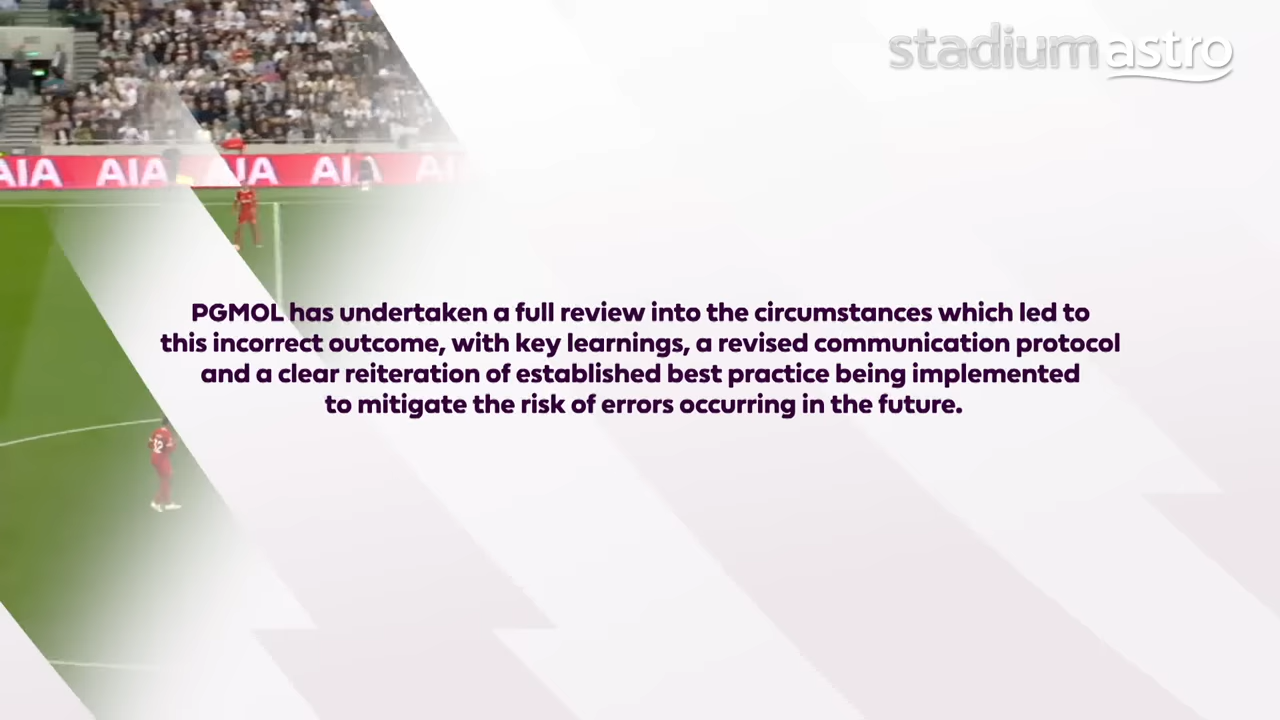 stadiumastro
AIA AIA AIA AIA AI
PGMOL has undertaken a full review into the circumstances which led to
this incorrect outcome, with key learnings, a revised communication protocol
and a clear reiteration of established best practice being implemented
to mitigate the risk of errors occurring in the future.
12